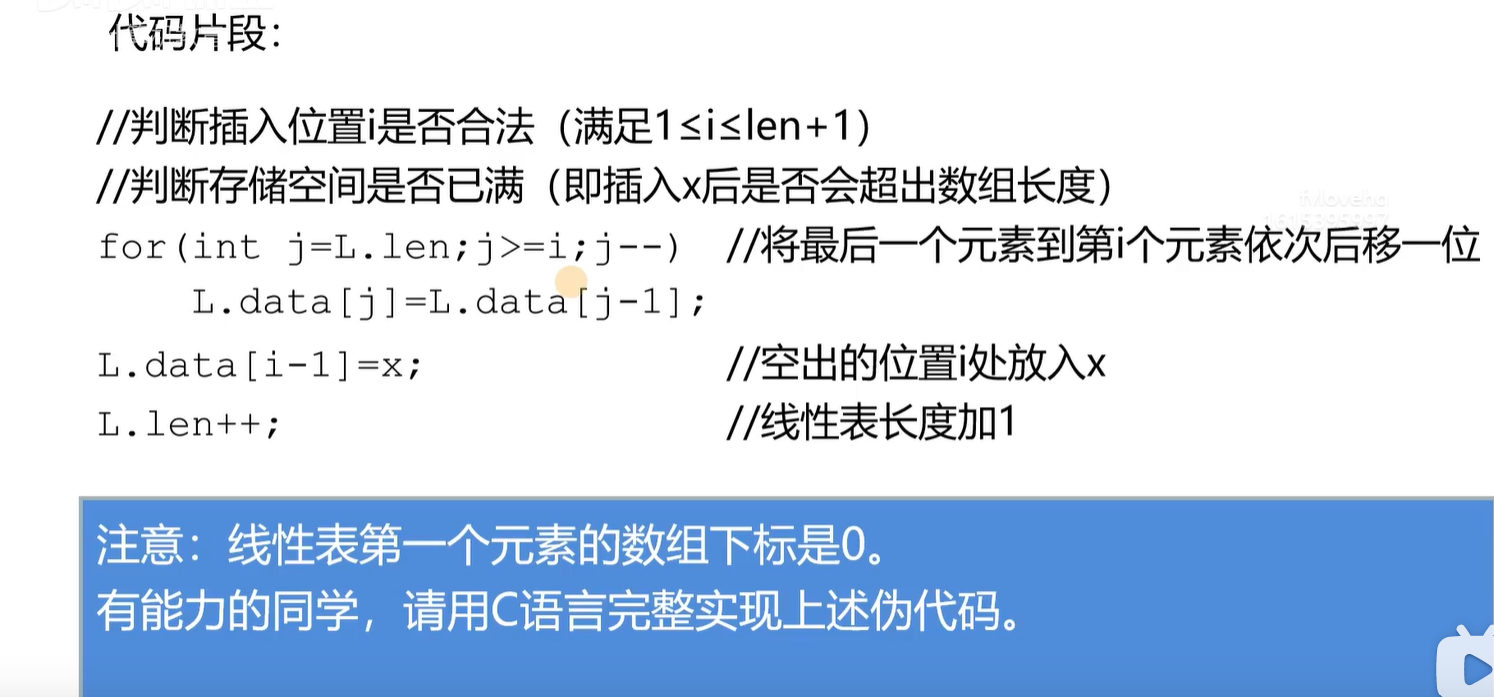 代码片段：
//判断插入位置i是否合法（满足1≤i≤len+1）
//判断存储空间是否已满（即插入x后是否会超出数组长度）
for(int j=L.len;j>=i;j--) //将最后一个元素到第i个元素依次后移一位
L.data[j]=L.data[j-1];
L.data[i-1]=x; //空出的位置i处放入x
L.len++; //线性表长度加1
注意：线性表第一个元素的数组下标是0。
有能力的同学，请用C语言完整实现上述伪代码。